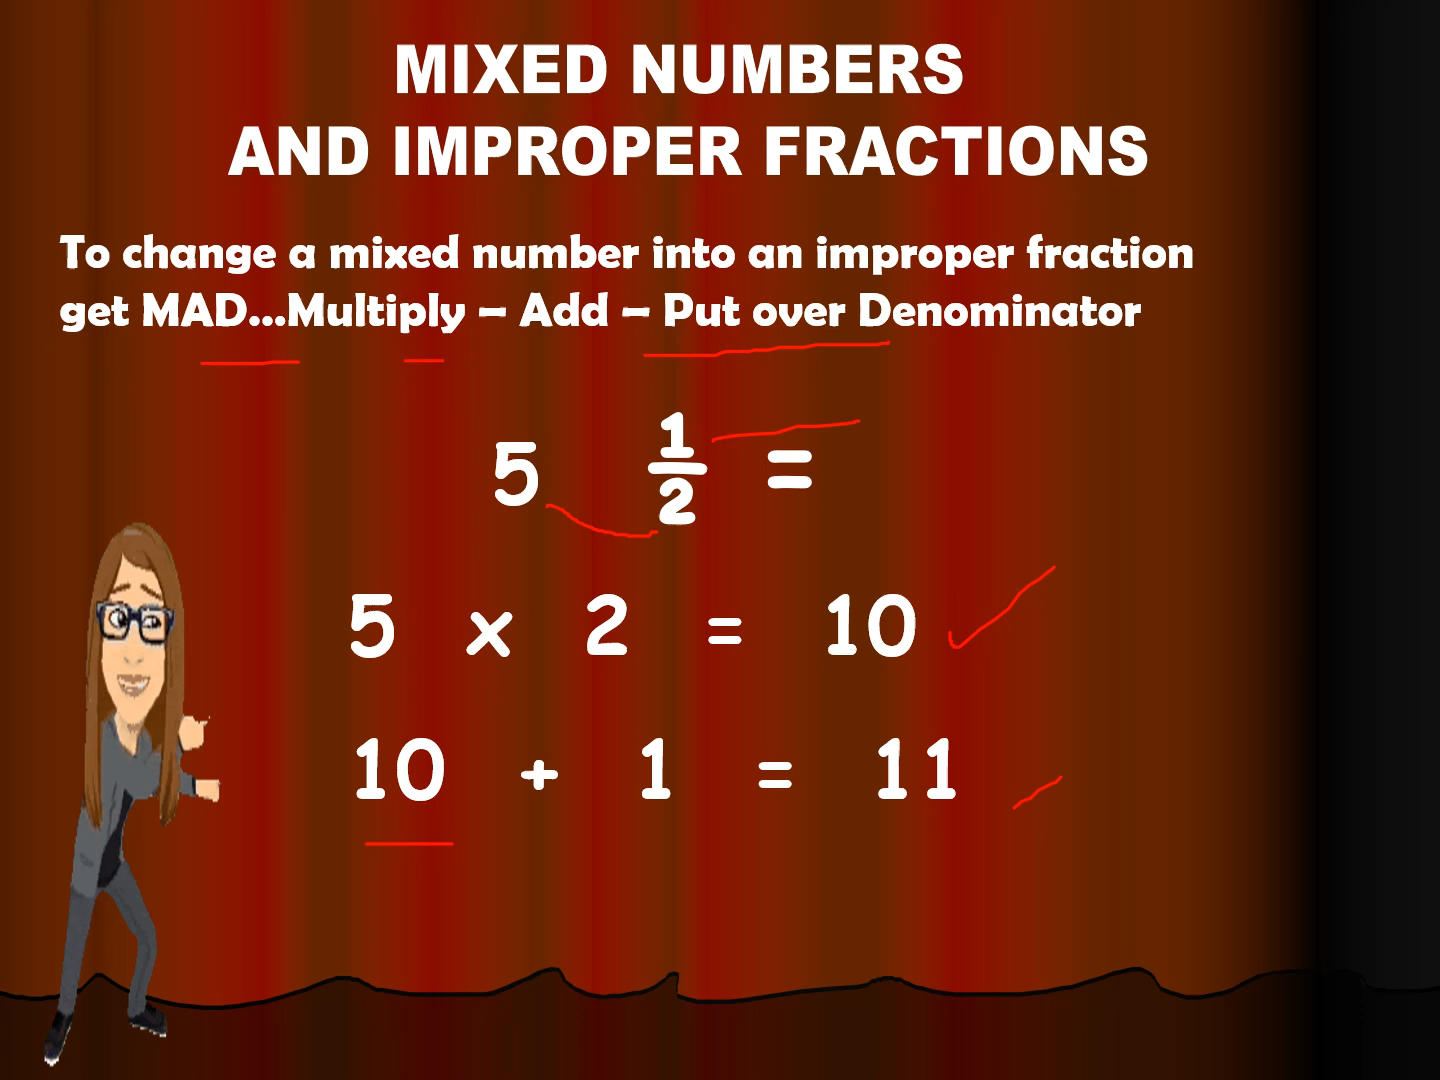 MIXED NUMBERS
AND IMPROPER FRACTIONS
To change a mixed number into an improper fraction
get MAD...Multiply – Add – Put over Denominator
5 1/2 =
5 x 2 = 10
10 + 1 = 11